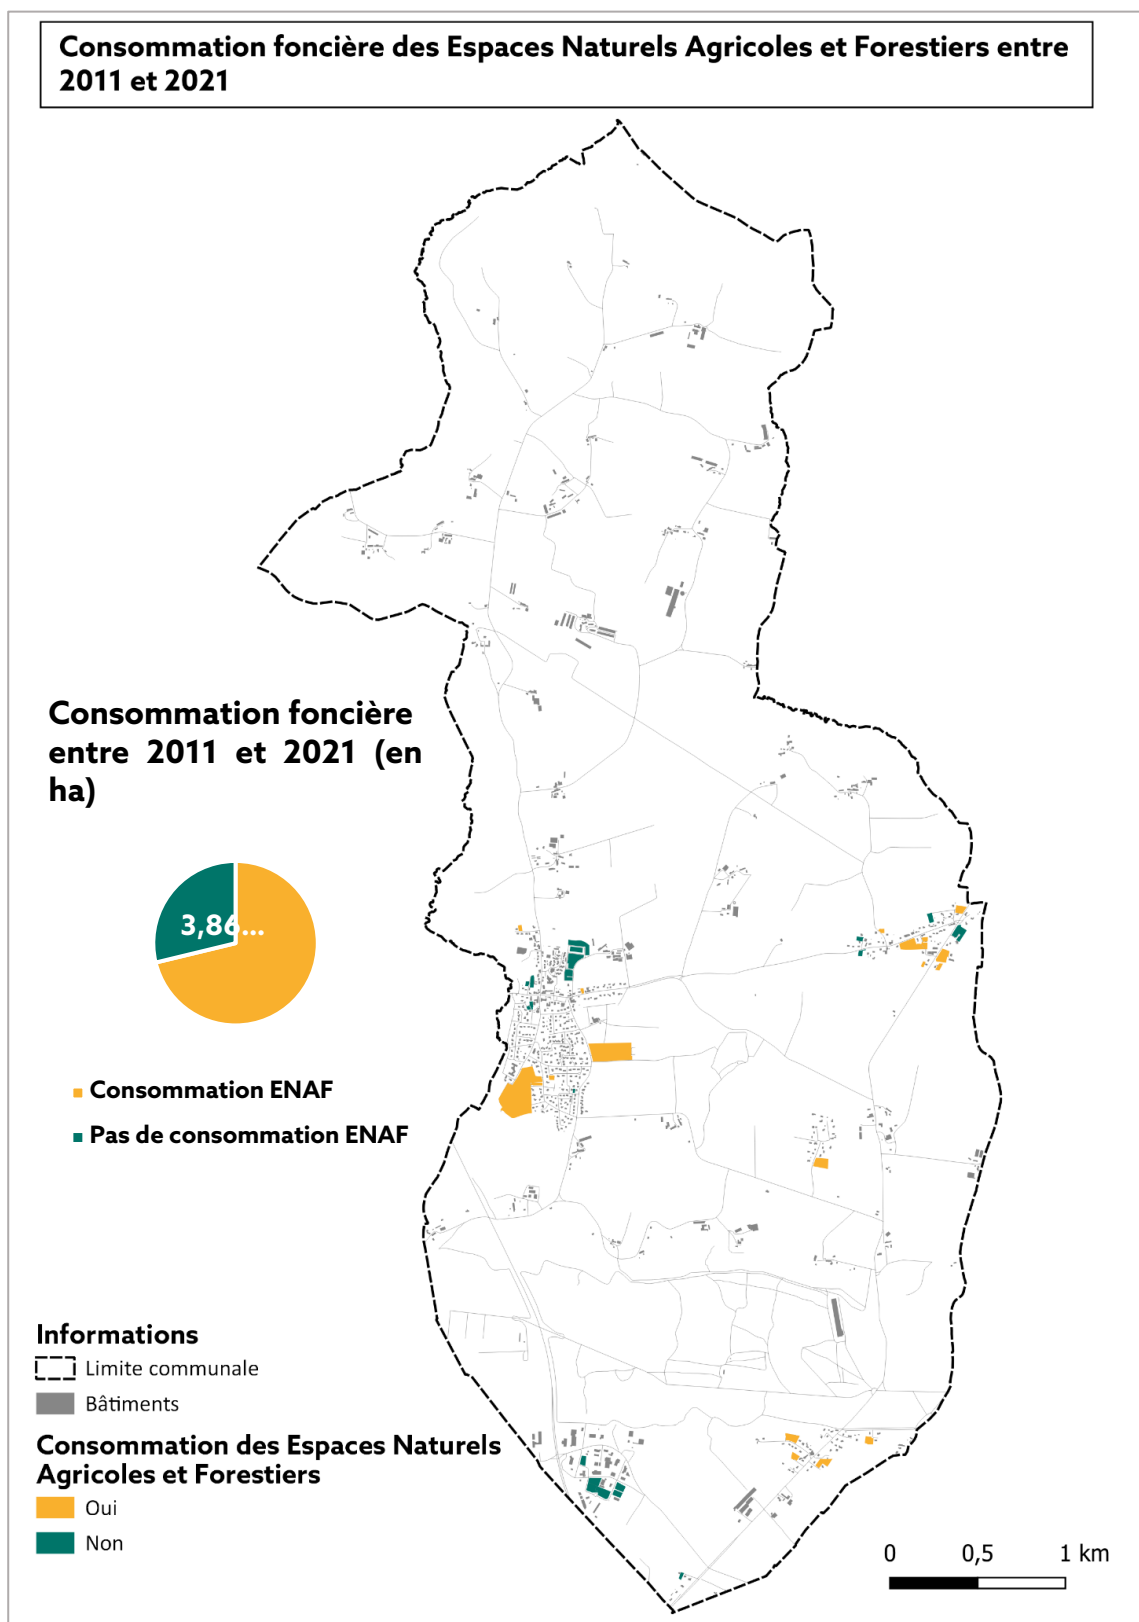 Consommation foncière des Espaces Naturels Agricoles et Forestiers entre
2011 et 2021
Consommation foncière
entre 2011 et 2021 (en
ha)
3,86...
Consommation ENAF
Pas de consommation ENAF
Informations
Limite communale
Bâtiments
Consommation des Espaces Naturels
Agricoles et Forestiers
Oui
Non
0 0,5 1 km